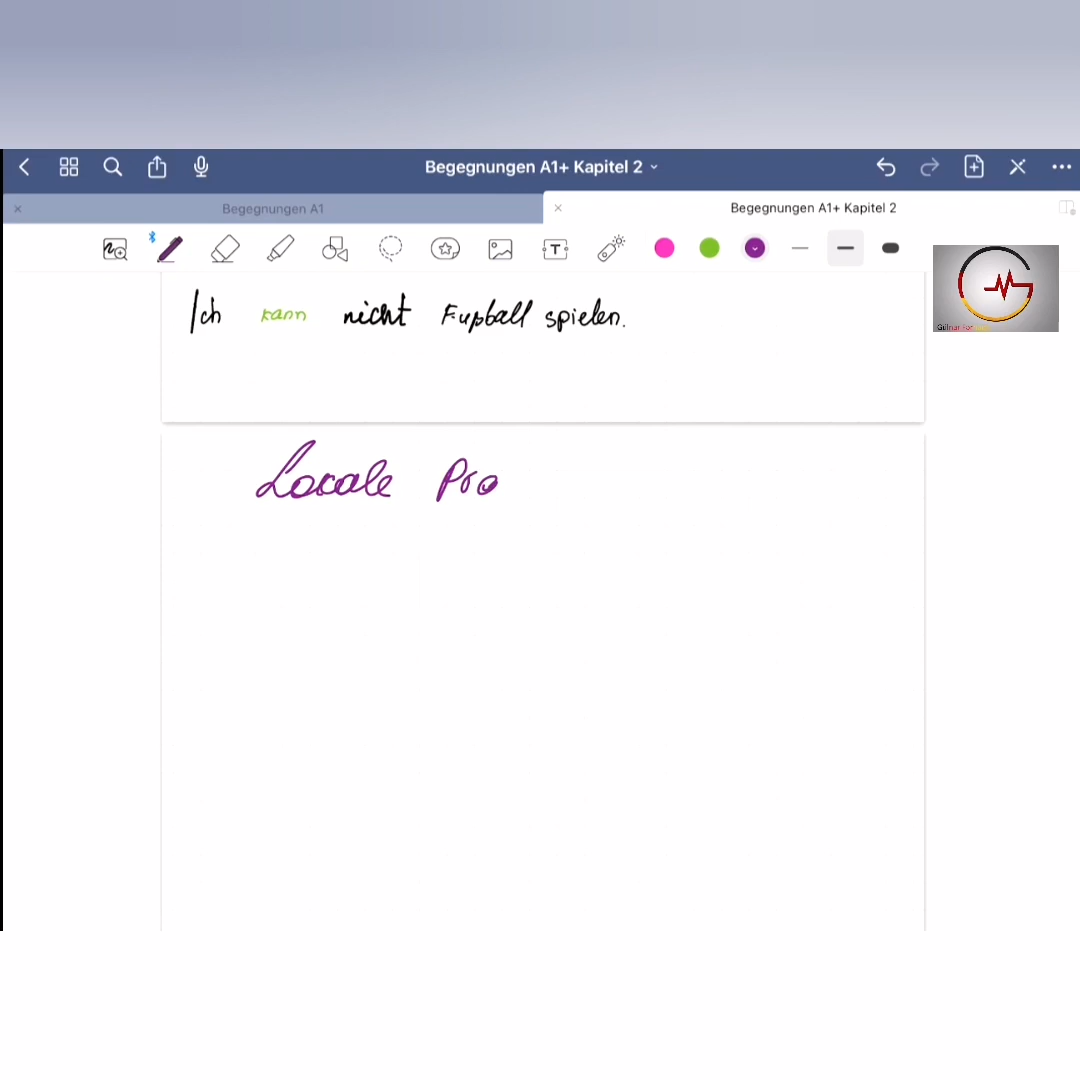 Begegnungen A1+ Kapitel 2
Begegnungen A1
Begegnungen A1+ Kapitel 2
T
Ich kann nicht Fußball spielen.
Locale Pro